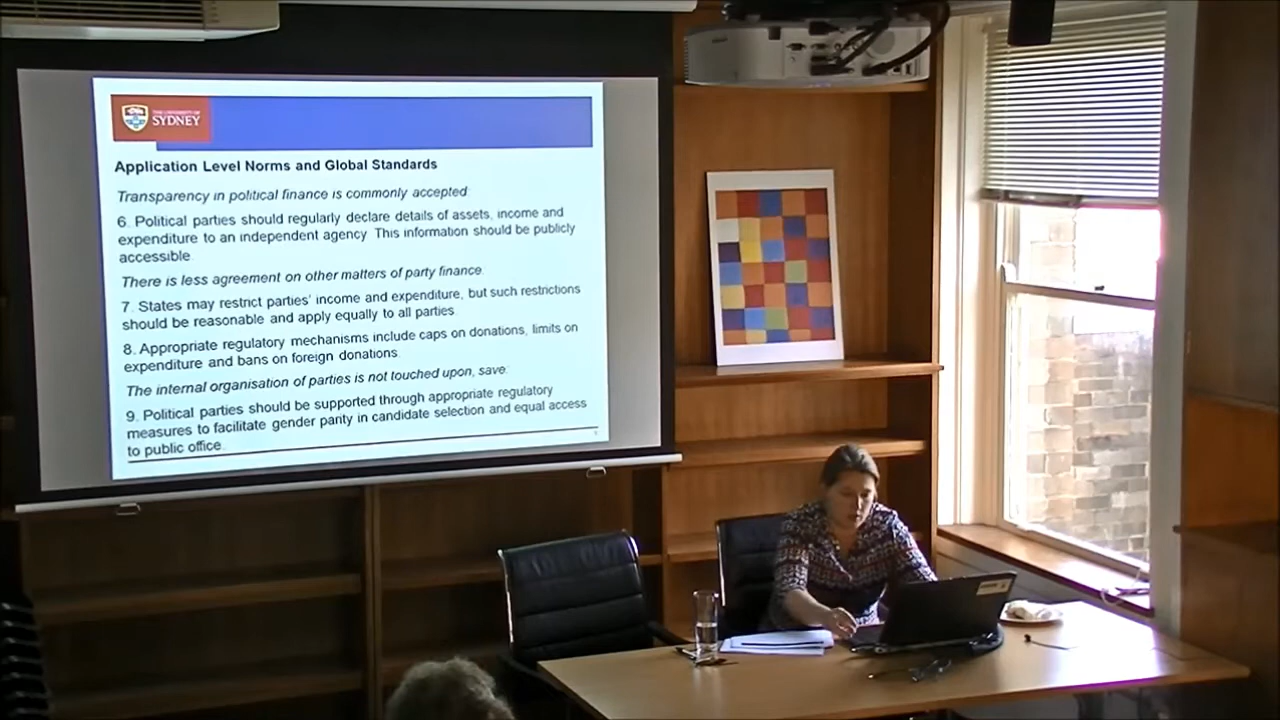 THE UNIVERSITY OF
SYDNEY
Application Level Norms and Global Standards
Transparency in political finance is commonly accepted:
6. Political parties should regularly declare details of assets, income and
expenditure to an independent agency. This information should be publicly
accessible.
There is less agreement on other matters of party finance.
7. States may restrict parties' income and expenditure, but such restrictions
should be reasonable and apply equally to all parties.
8. Appropriate regulatory mechanisms include caps on donations, limits on
expenditure and bans on foreign donations.
The internal organisation of parties is not touched upon, save:
9. Political parties should be supported through appropriate regulatory
measures to facilitate gender parity in candidate selection and equal access
to public office.